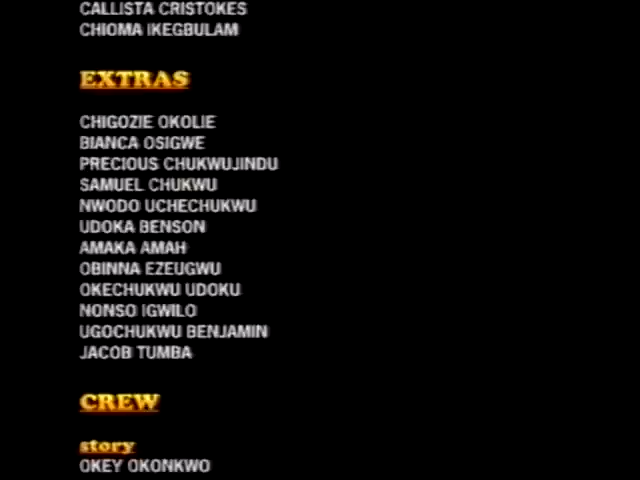 CALLISTA CRISTOKES
CHIOMA IKEGBULAM
EXTRAS
CHIGOZIE OKOLIE
BIANCA OSIGWE
PRECIOUS CHUKWUJINDU
SAMUEL CHUKWU
NWODO UCHECHUKWU
UDOKA BENSON
AMAKA AMAH
OBINNA EZEUGWU
OKECHUKWU UDOKU
NONSO IGWILO
UGOCHUKWU BENJAMIN
JACOB TUMBA
CREW
story
OKEY OKONKWO